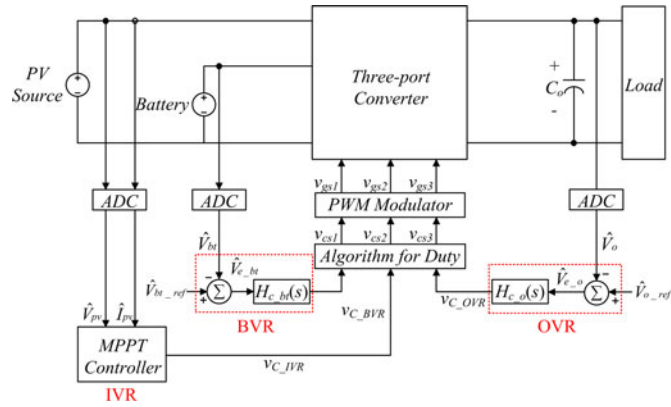 PV
Source
Battery
Three-port
Converter
+
C_o
-
Load
v_gs1 v_gs2 v_gs3
ADC
ADC
PWM Modulator
ADC
v_cs1 v_cs2 v_cs3
V̂_bt
Algorithm for Duty
V̂_o
V̂_e_bt
V̂_e_o
V̂_bt_ref
Σ
H_c_bt(s)
H_c_o(s)
Σ
V̂_o_ref
V̂_pv Î_pv
BVR
v_C_BVR
v_C_OVR
OVR
MPPT
Controller
v_C_IVR
IVR